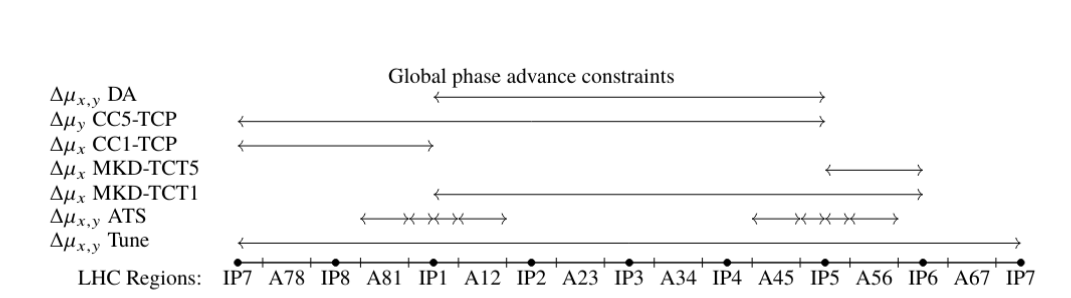 Global phase advance constraints
Δμx,y DA
Δμy CC5-TCP
Δμx CC1-TCP
Δμx MKD-TCT5
Δμx MKD-TCT1
Δμx,y ATS
Δμx,y Tune
LHC Regions: IP7 A78 IP8 A81 IP1 A12 IP2 A23 IP3 A34 IP4 A45 IP5 A56 IP6 A67 IP7